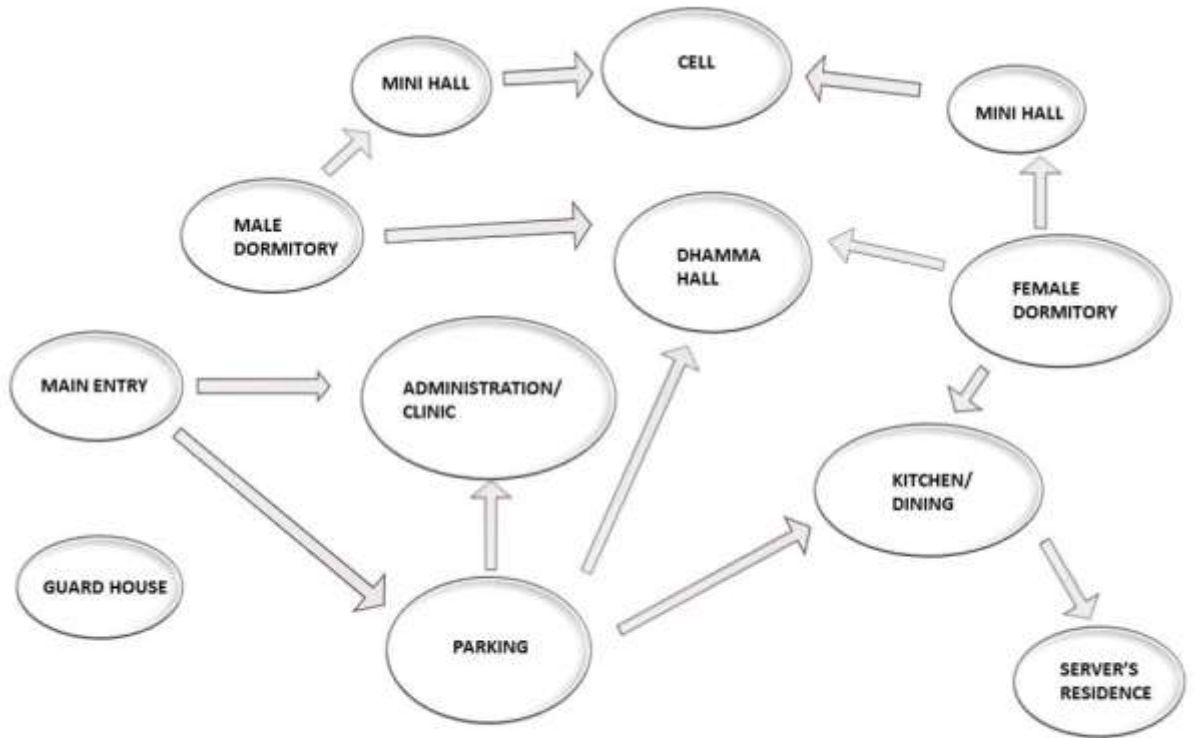 CELL
MINI HALL
MINI HALL
MALE
DORMITORY
DHAMMA
HALL
FEMALE
DORMITORY
MAIN ENTRY
ADMINISTRATION/
CLINIC
KITCHEN/
DINING
GUARD HOUSE
PARKING
SERVER'S
RESIDENCE